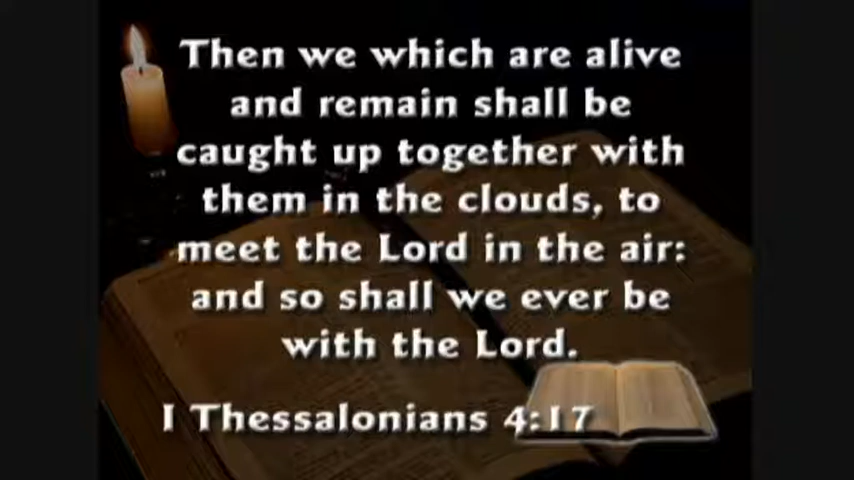 Then we which are alive
and remain shall be
caught up together with
them in the clouds, to
meet the Lord in the air:
and so shall we ever be
with the Lord.
I Thessalonians 4:17